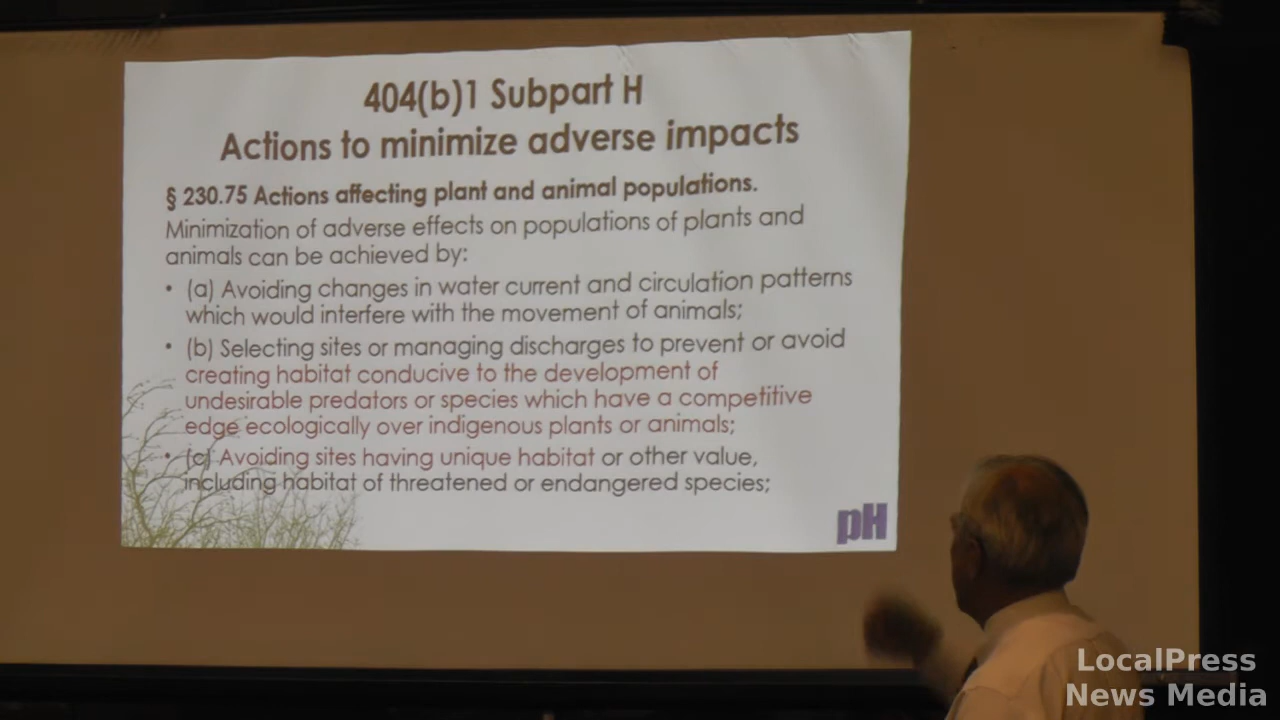 404(b)1 Subpart H
Actions to minimize adverse impacts
§ 230.75 Actions affecting plant and animal populations.
Minimization of adverse effects on populations of plants and
animals can be achieved by:
• (a) Avoiding changes in water current and circulation patterns
which would interfere with the movement of animals;
• (b) Selecting sites or managing discharges to prevent or avoid
creating habitat conducive to the development of
undesirable predators or species which have a competitive
edge ecologically over indigenous plants or animals;
• (c) Avoiding sites having unique habitat or other value,
including habitat of threatened or endangered species;
pH
LocalPress
News Media